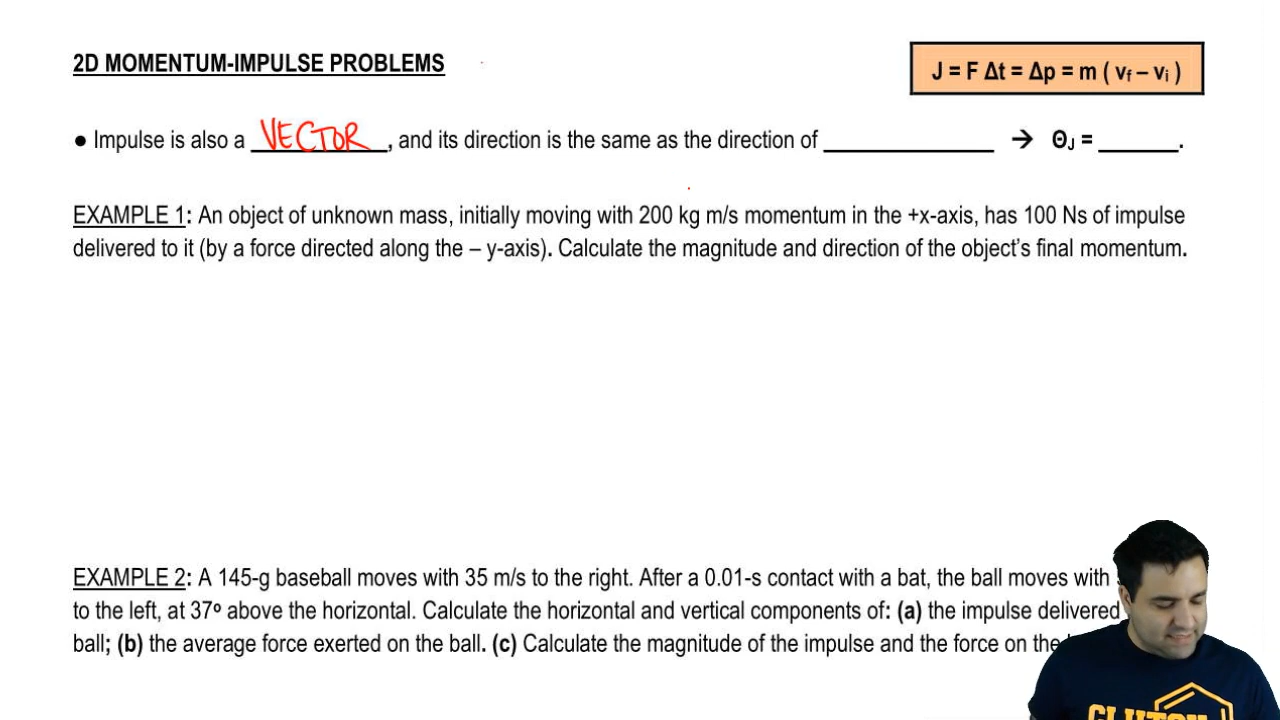 2D MOMENTUM-IMPULSE PROBLEMS
J = F Δt = Δp = m ( vf – vi )
● Impulse is also a VECTOR, and its direction is the same as the direction of ____________ → ΘJ = ______.
EXAMPLE 1: An object of unknown mass, initially moving with 200 kg m/s momentum in the +x-axis, has 100 Ns of impulse
delivered to it (by a force directed along the – y-axis). Calculate the magnitude and direction of the object's final momentum.
EXAMPLE 2: A 145-g baseball moves with 35 m/s to the right. After a 0.01-s contact with a bat, the ball moves with
to the left, at 37º above the horizontal. Calculate the horizontal and vertical components of: (a) the impulse delivered
ball; (b) the average force exerted on the ball. (c) Calculate the magnitude of the impulse and the force on the